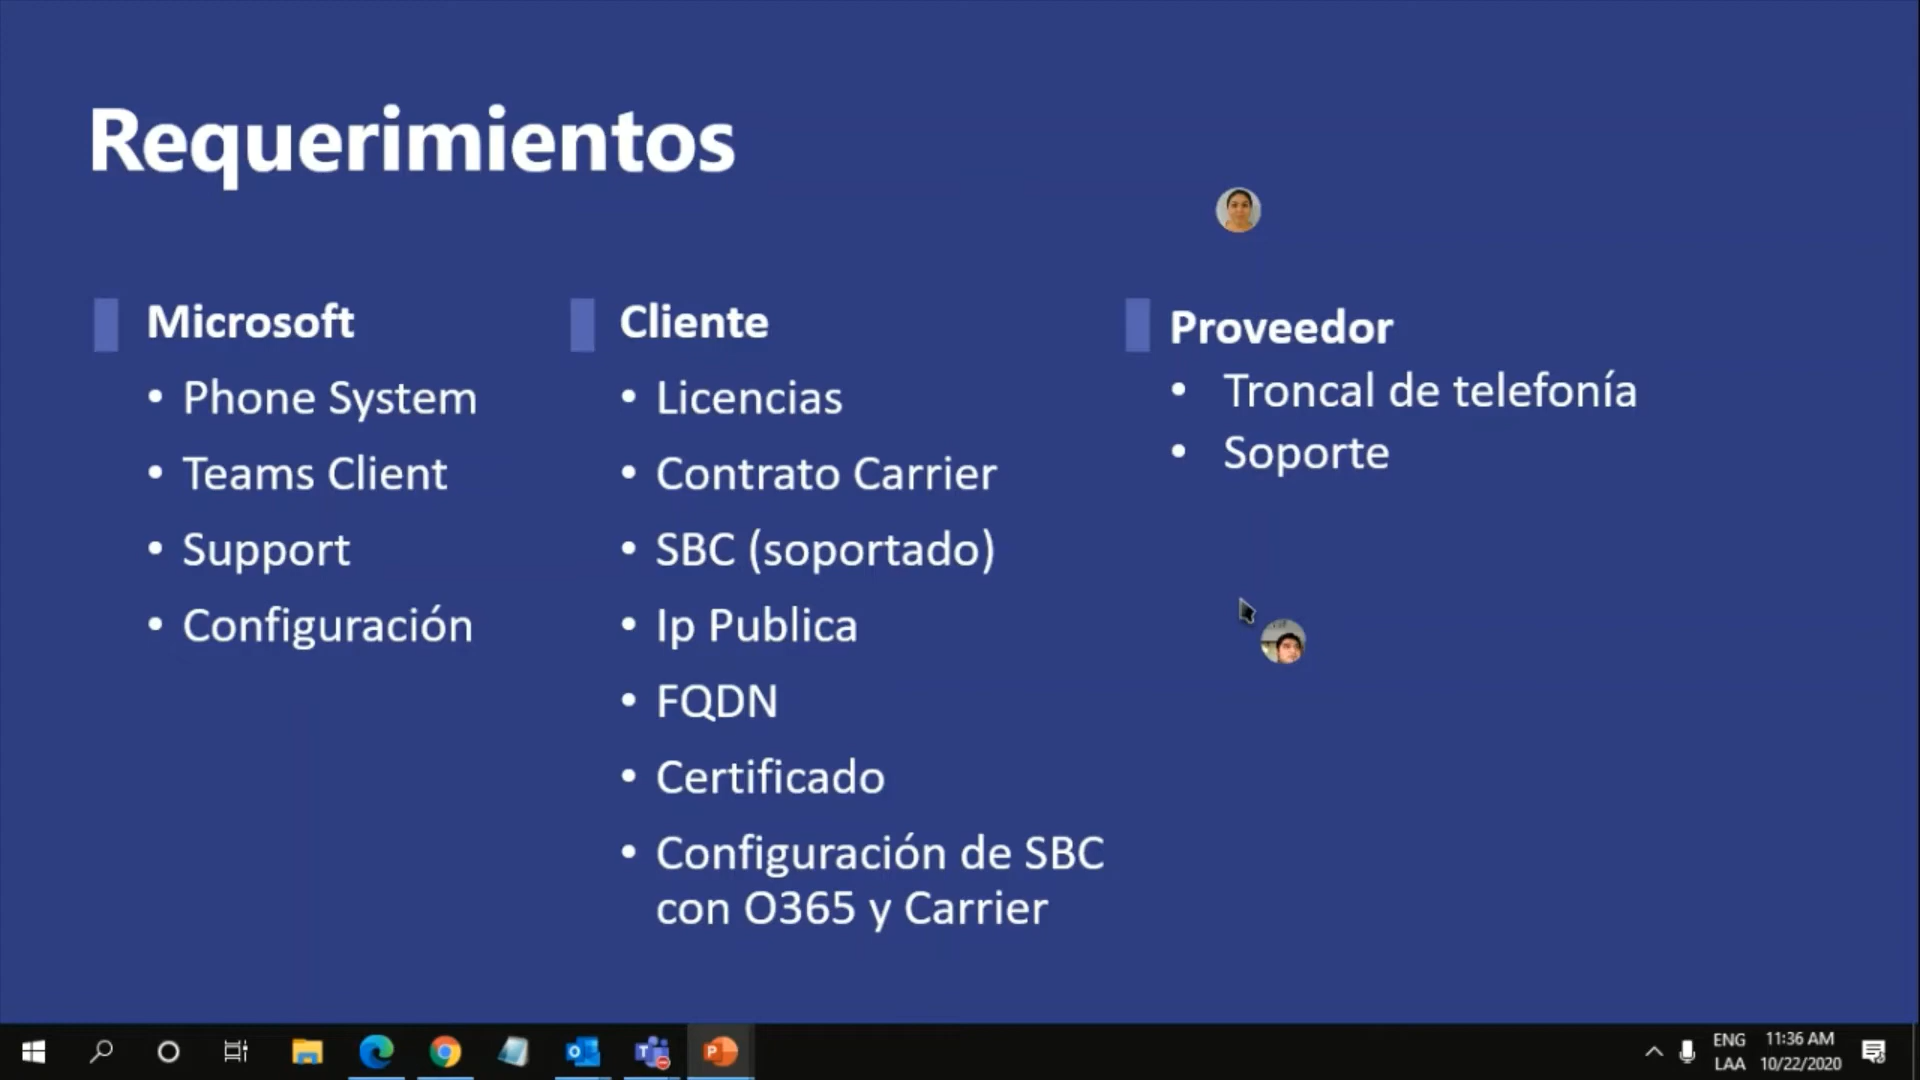 Requerimientos
Microsoft
• Phone System
• Teams Client
• Support
• Configuración
Cliente
• Licencias
• Contrato Carrier
• SBC (soportado)
• Ip Publica
• FQDN
• Certificado
• Configuración de SBC
con O365 y Carrier
Proveedor
• Troncal de telefonía
• Soporte
ENG
LAA
11:36 AM
10/22/2020